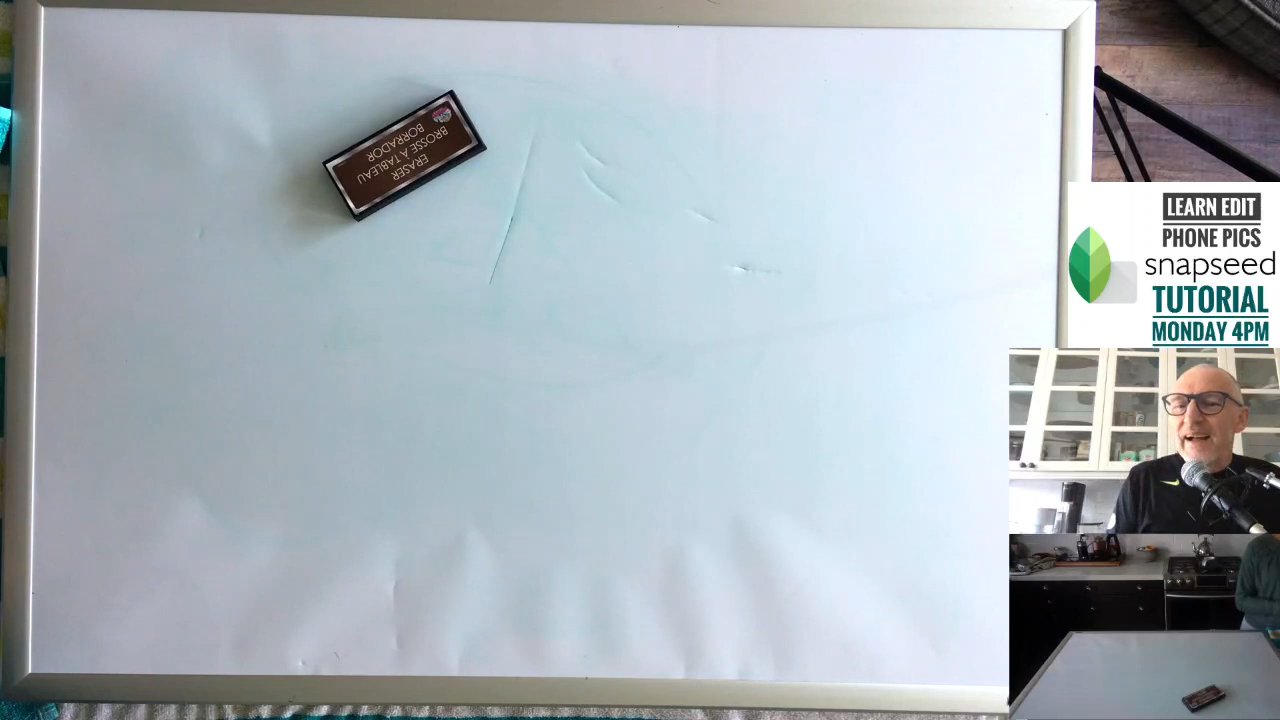 ERASER
BROSSE A TABLEAU
BORRADOR
LEARN EDIT
PHONE PICS
snapseed
TUTORIAL
MONDAY 4PM